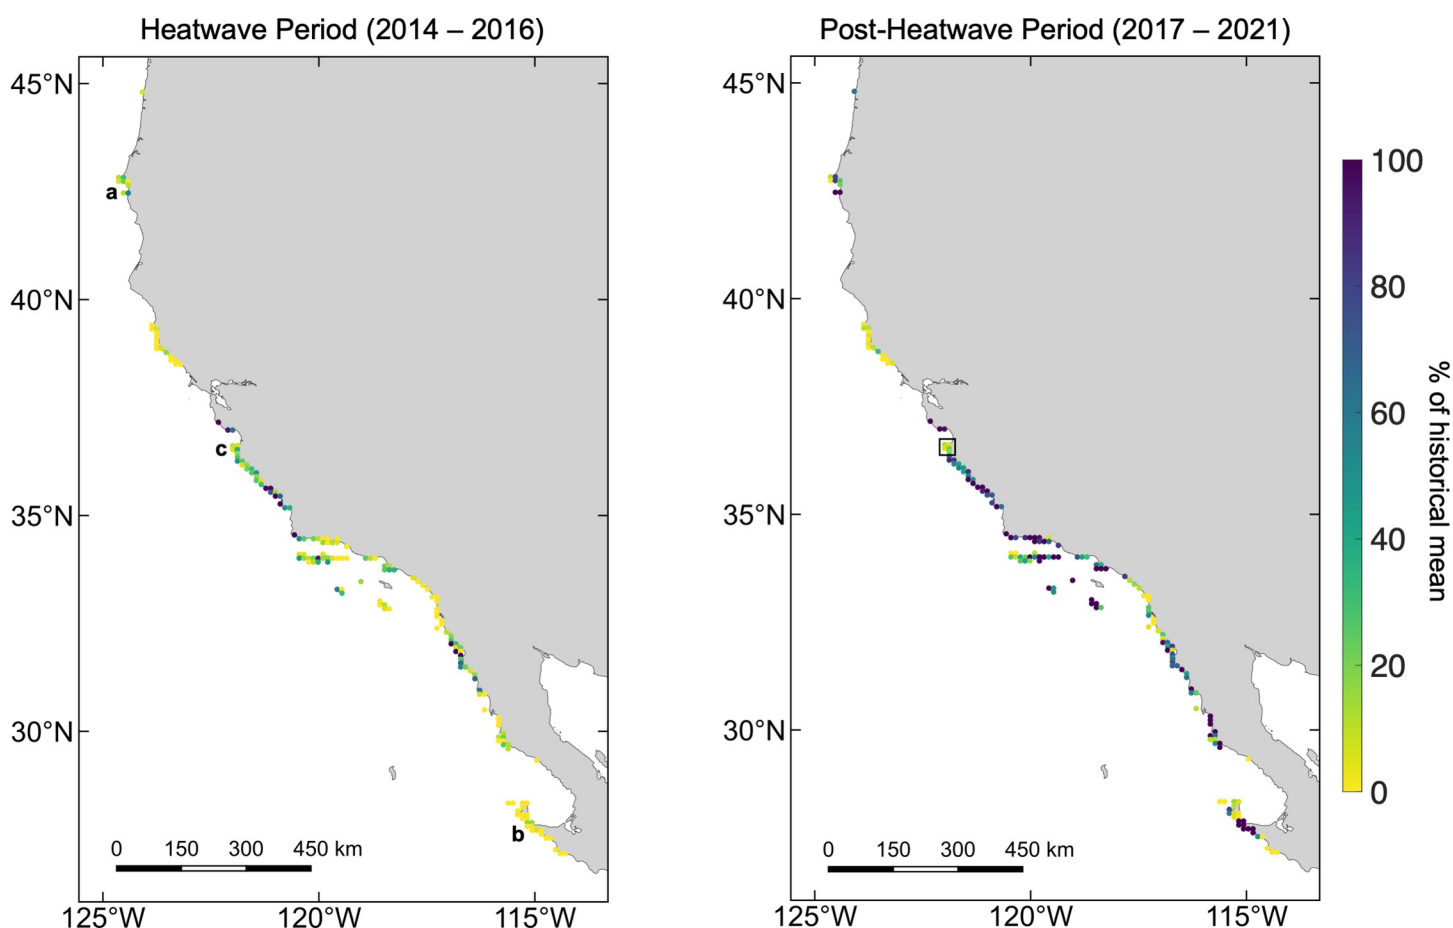 Heatwave Period (2014 – 2016)
45°N
40°N
35°N
30°N
a
c
b
0 150 300 450 km
125°W 120°W 115°W
Post-Heatwave Period (2017 – 2021)
45°N
40°N
35°N
30°N
0 150 300 450 km
125°W 120°W 115°W
100
80
60
40
20
0
% of historical mean